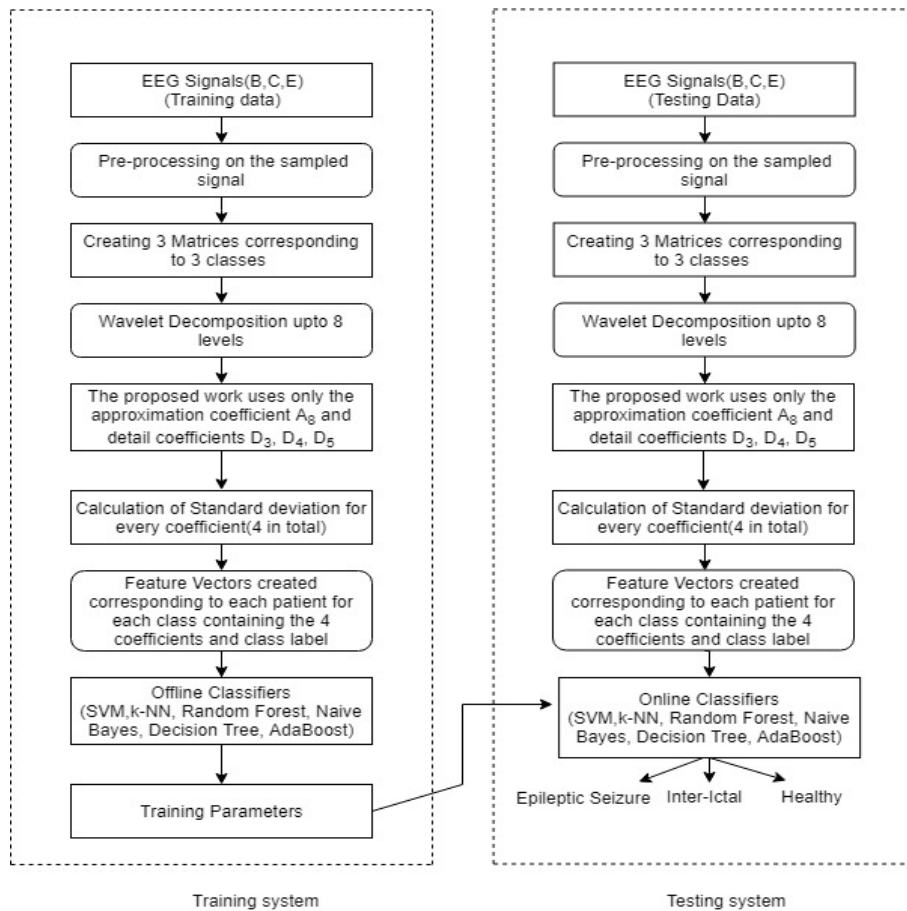 EEG Signals(B,C,E)
(Training data)
Pre-processing on the sampled
signal
Creating 3 Matrices corresponding
to 3 classes
Wavelet Decomposition upto 8
levels
The proposed work uses only the
approximation coefficient A8 and
detail coefficients D3, D4, D5
Calculation of Standard deviation for
every coefficient(4 in total)
Feature Vectors created
corresponding to each patient for
each class containing the 4
coefficients and class label
Offline Classifiers
(SVM,k-NN, Random Forest, Naive
Bayes, Decision Tree, AdaBoost)
Training Parameters
Training system
EEG Signals(B,C,E)
(Testing Data)
Pre-processing on the sampled
signal
Creating 3 Matrices corresponding
to 3 classes
Wavelet Decomposition upto 8
levels
The proposed work uses only the
approximation coefficient A8 and
detail coefficients D3, D4, D5
Calculation of Standard deviation for
every coefficient(4 in total)
Feature Vectors created
corresponding to each patient for
each class containing the 4
coefficients and class label
Online Classifiers
(SVM,k-NN, Random Forest, Naive
Bayes, Decision Tree, AdaBoost)
Epileptic Seizure
Inter-Ictal
Healthy
Testing system